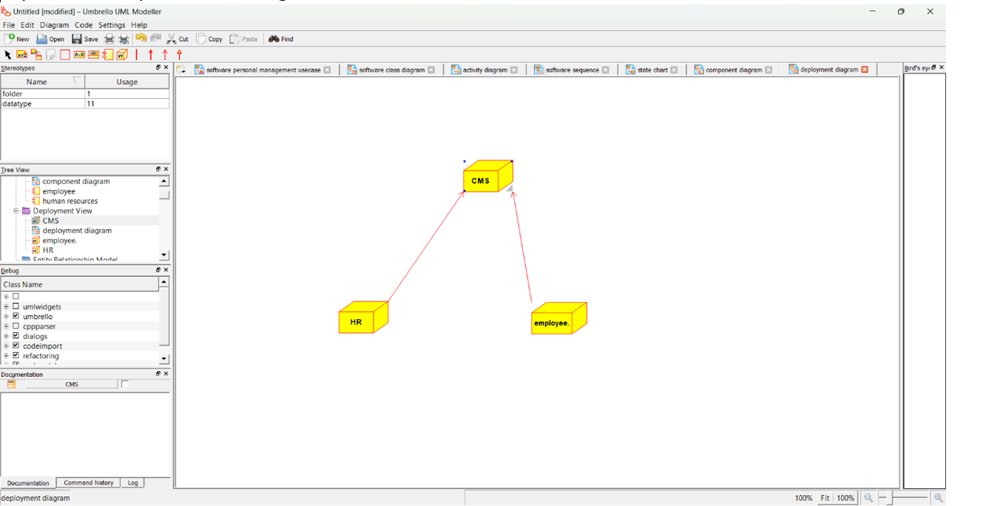 Untitled [modified] – Umbrello UML Modeller
File Edit Diagram Code Settings Help
New Open Save Cut Copy Paste Find
Stereotypes
Name Usage
folder 1
datatype 11
software personal management usecase software class diagram activity diagram software sequence state chart component diagram deployment diagram
Bird's ey
Tree View
component diagram
employee
human resources
Deployment View
CMS
deployment diagram
employee.
HR
Entity Relationship Model
Debug
Class Name
umlwidgets
umbrello
cppparser
dialogs
codeimport
refactoring
Documentation
CMS
Documentation Command history Log
CMS
HR
employee.
deployment diagram
100% Fit 100%